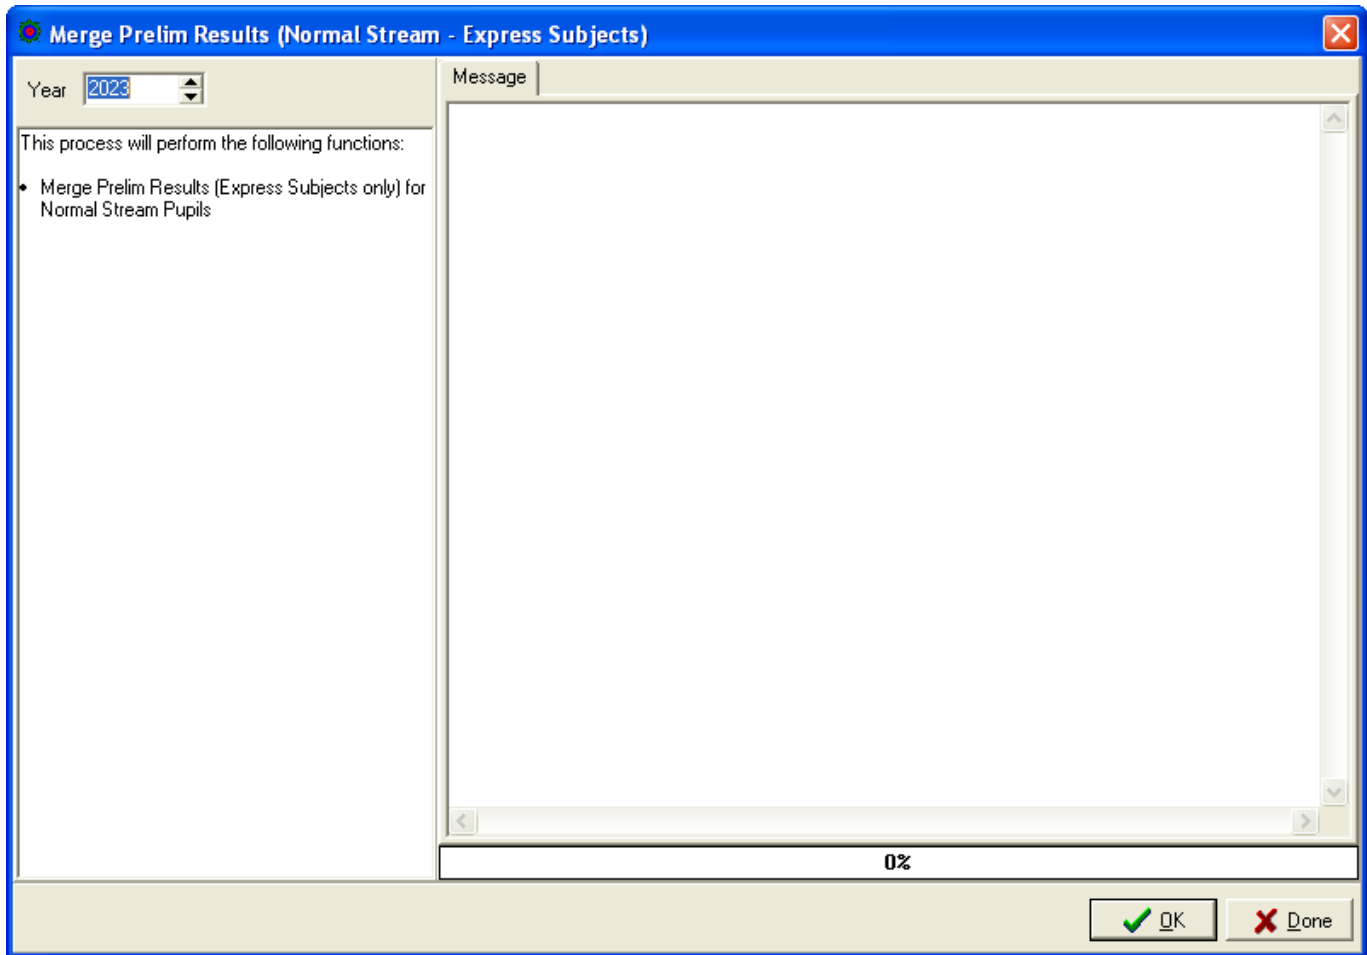 Merge Prelim Results (Normal Stream - Express Subjects)
Year 2023
This process will perform the following functions:
• Merge Prelim Results (Express Subjects only) for
Normal Stream Pupils
Message
0%
OK
Done